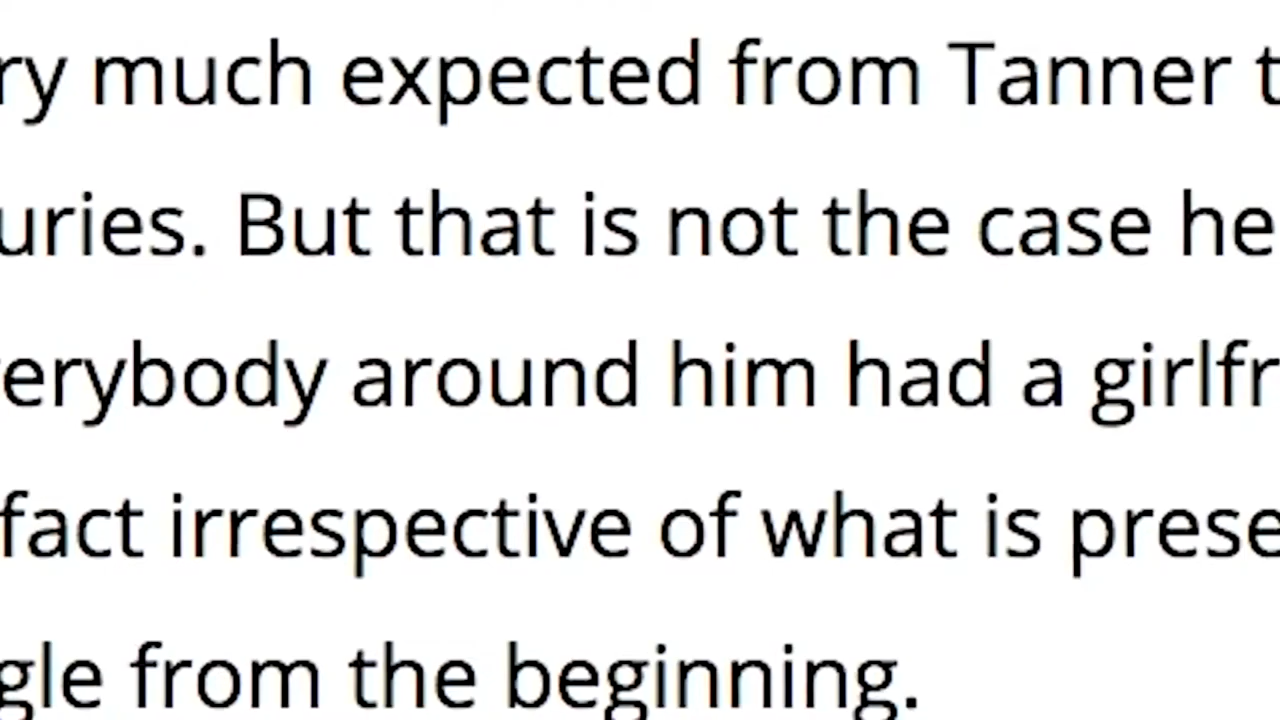 ry much expected from Tanner t
uries. But that is not the case he
verybody around him had a girlfr
fact irrespective of what is prese
gle from the beginning.